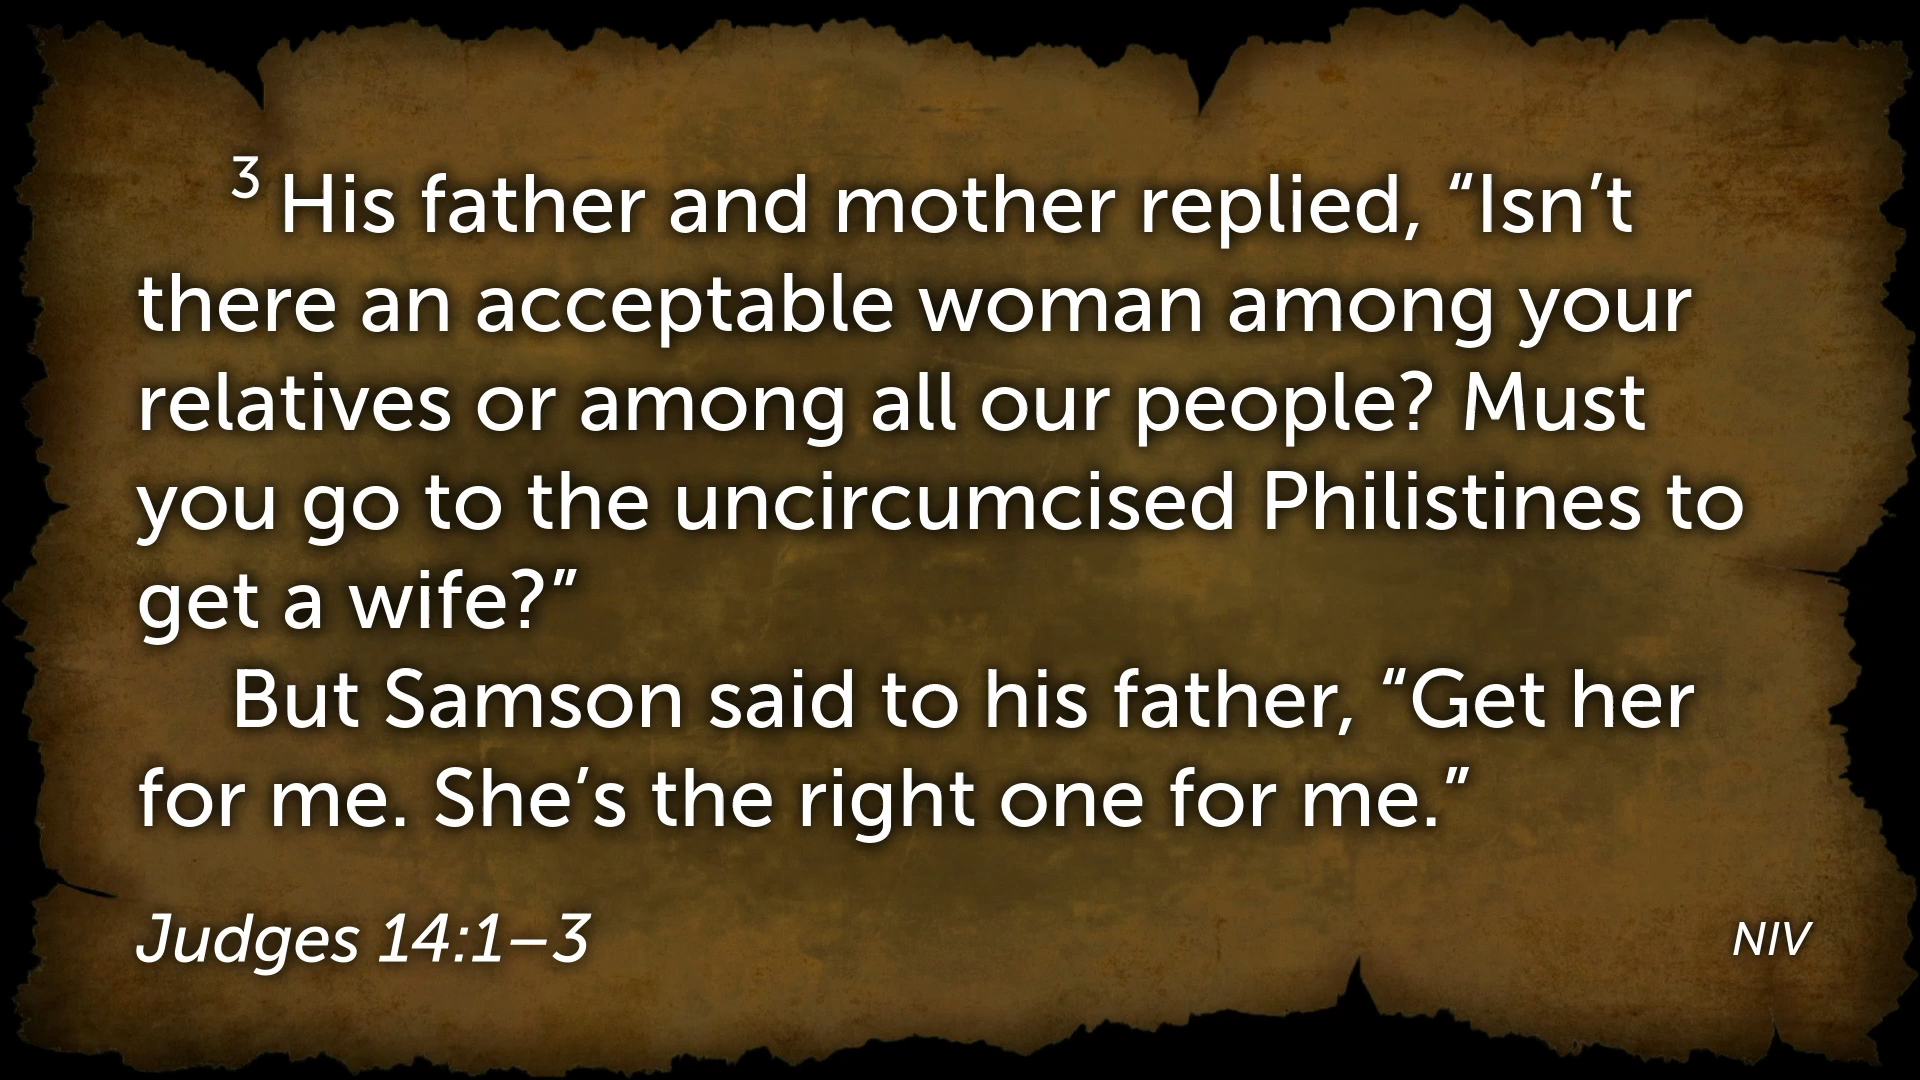 3 His father and mother replied, “Isn’t
there an acceptable woman among your
relatives or among all our people? Must
you go to the uncircumcised Philistines to
get a wife?”
But Samson said to his father, “Get her
for me. She’s the right one for me.”
Judges 14:1–3
NIV